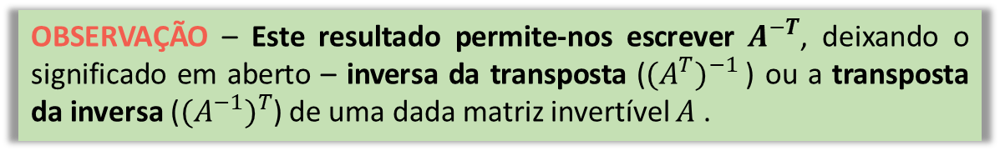 OBSERVAÇÃO – Este resultado permite-nos escrever $A^{-T}$, deixando o
significado em aberto – inversa da transposta ($(A^T)^{-1}$ ) ou a transposta
da inversa ($(A^{-1})^T$) de uma dada matriz invertível $A$ .